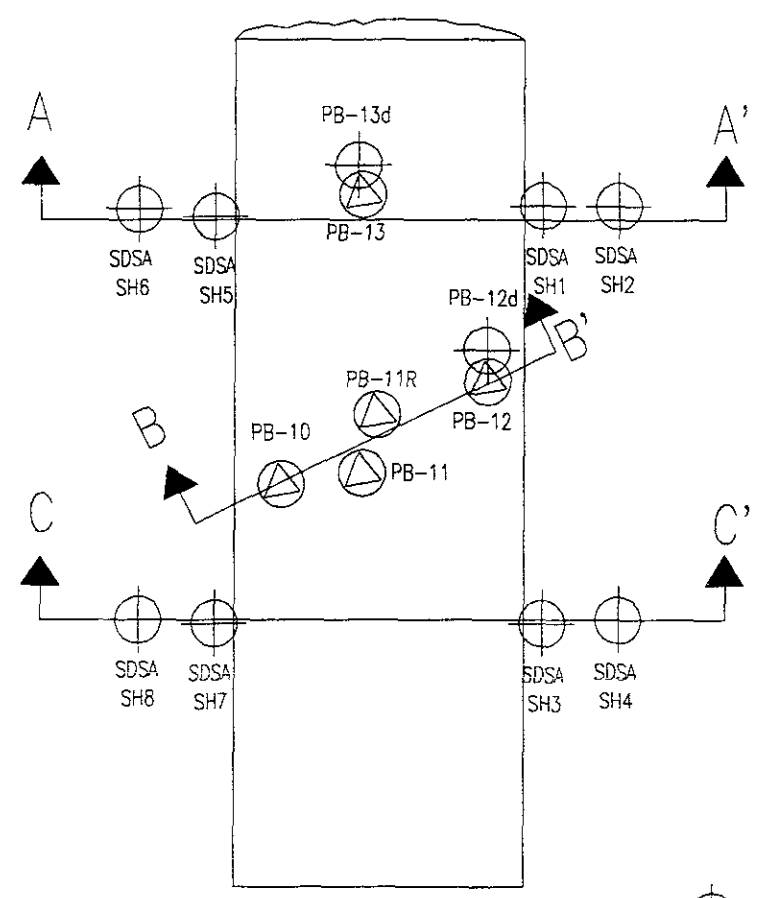 PB-13d
A
A'
PB-13
SDSA
SH6
SDSA
SH5
SDSA
SH1
SDSA
SH2
PB-12d
B'
PB-11R
PB-12
B
PB-10
PB-11
C
C'
SDSA
SH8
SDSA
SH7
SDSA
SH3
SDSA
SH4